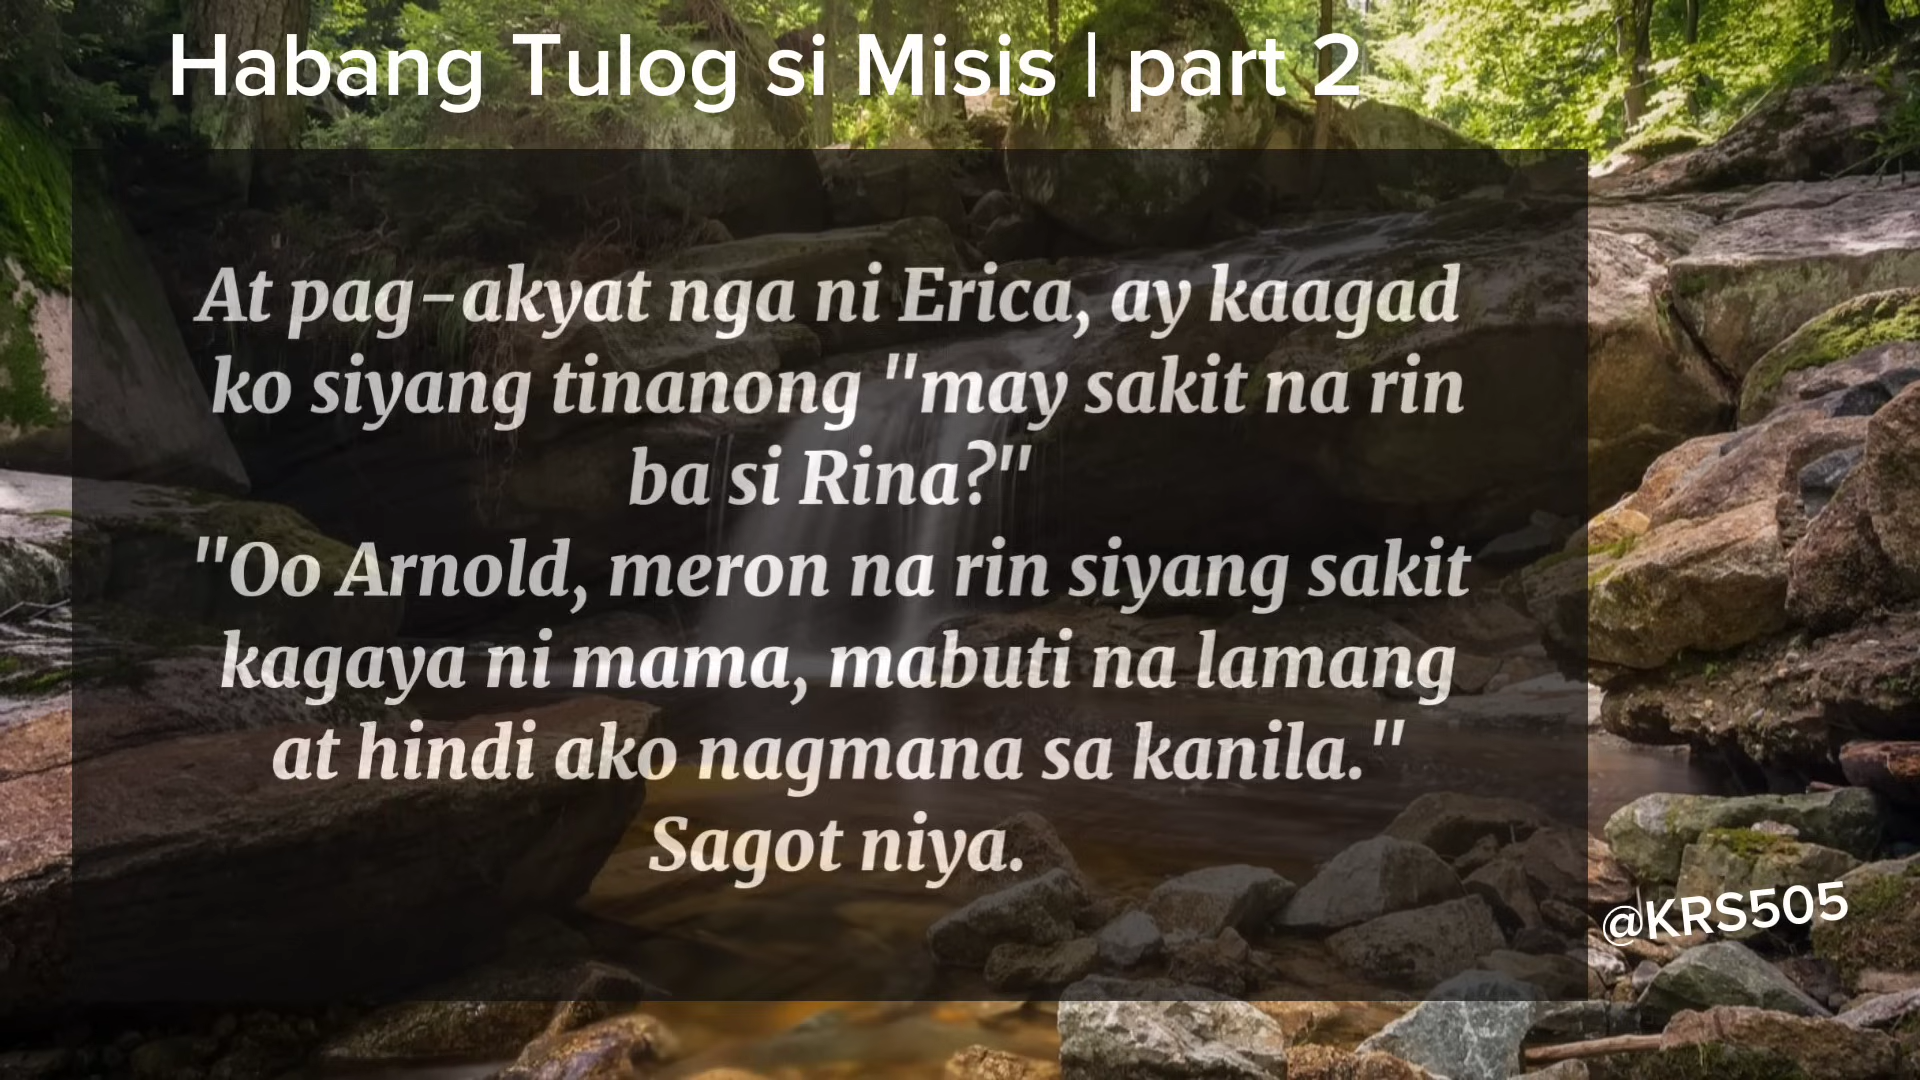 Habang Tulog si Misis | part 2
At pag-akyat nga ni Erica, ay kaagad
ko siyang tinanong "may sakit na rin
ba si Rina?"
"Oo Arnold, meron na rin siyang sakit
kagaya ni mama, mabuti na lamang
at hindi ako nagmana sa kanila."
Sagot niya.
@KRS505